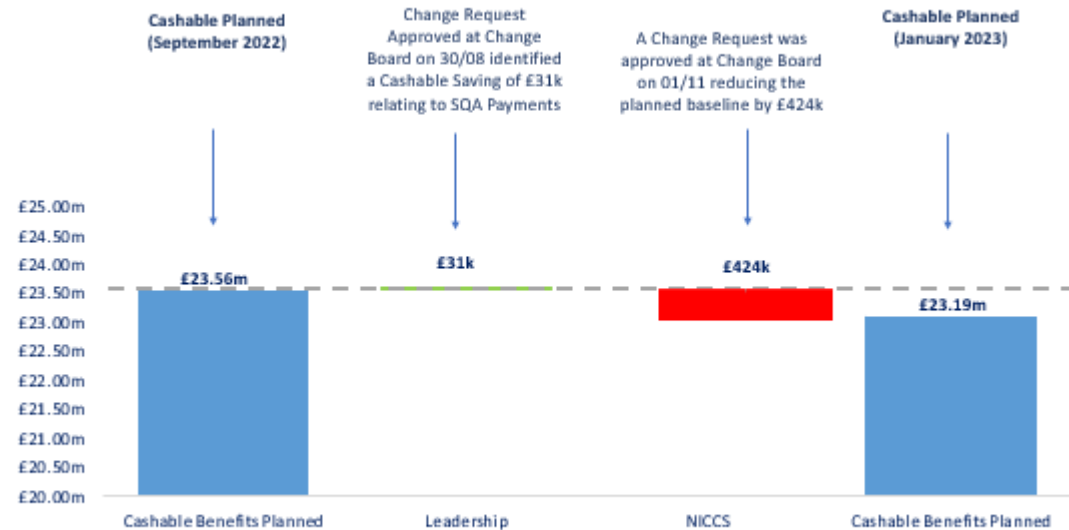 Cashable Planned
(September 2022)
Change Request
Approved at Change
Board on 30/08 identified
a Cashable Saving of £31k
relating to SQA Payments
A Change Request was
approved at Change Board
on 01/11 reducing the
planned baseline by £424k
Cashable Planned
(January 2023)
£25.00m
£24.50m
£24.00m
£23.50m
£23.00m
£22.50m
£22.00m
£21.50m
£21.00m
£20.50m
£20.00m
£23.56m
£31k
£424k
£23.19m
Cashable Benefits Planned
Leadership
NICCS
Cashable Benefits Planned